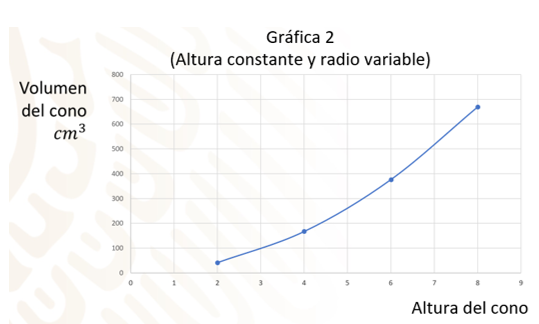 Gráfica 2
(Altura constante y radio variable)
Volumen
del cono
cm³
800
700
600
500
400
300
200
100
0
0 1 2 3 4 5 6 7 8 9
Altura del cono